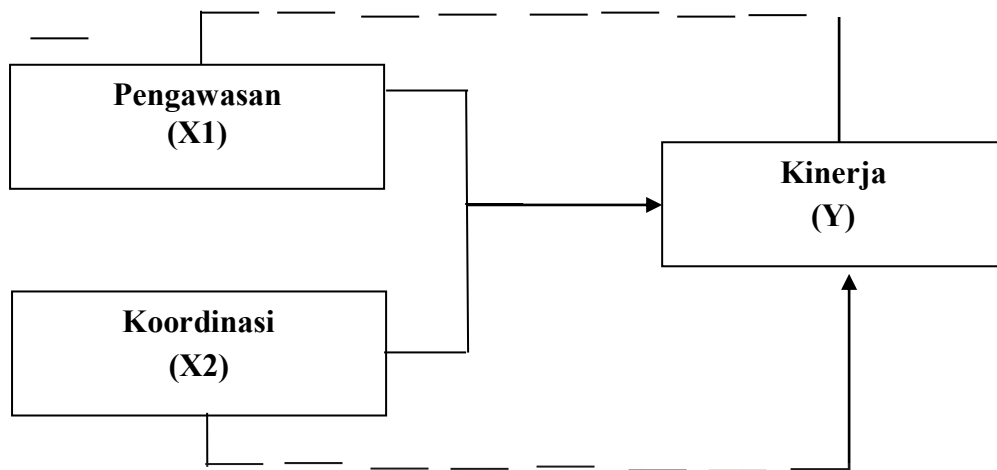 Pengawasan
(X1)
Kinerja
(Y)
Koordinasi
(X2)